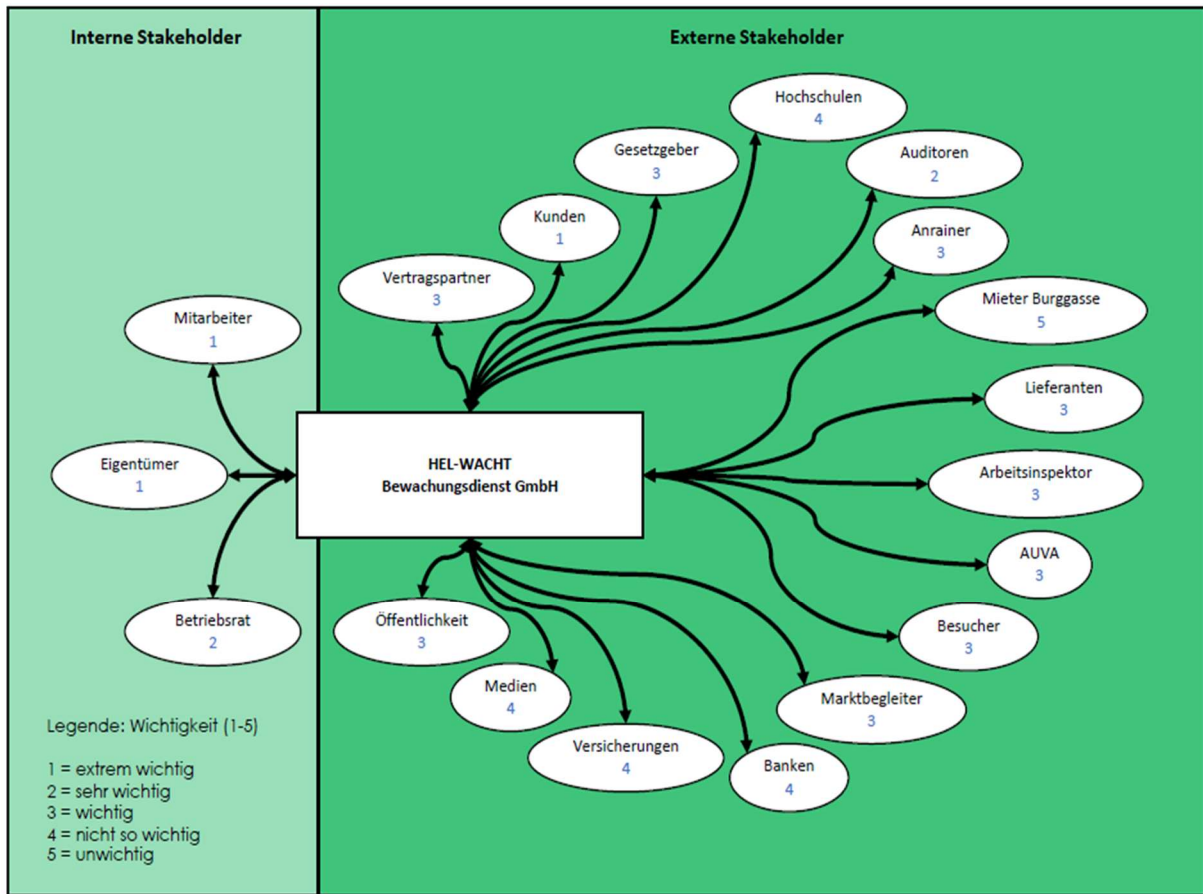 Interne Stakeholder
Externe Stakeholder
Hochschulen
4
Gesetzgeber
3
Auditoren
2
Kunden
1
Anrainer
3
Vertragspartner
3
Mieter Burggasse
5
Mitarbeiter
1
Lieferanten
3
Eigentümer
1
HEL-WACHT
Bewachungsdienst GmbH
Arbeitsinspektor
3
AUVA
3
Betriebsrat
2
Öffentlichkeit
3
Besucher
3
Medien
4
Marktbegleiter
3
Versicherungen
4
Banken
4
Legende: Wichtigkeit (1-5)
1 = extrem wichtig
2 = sehr wichtig
3 = wichtig
4 = nicht so wichtig
5 = unwichtig